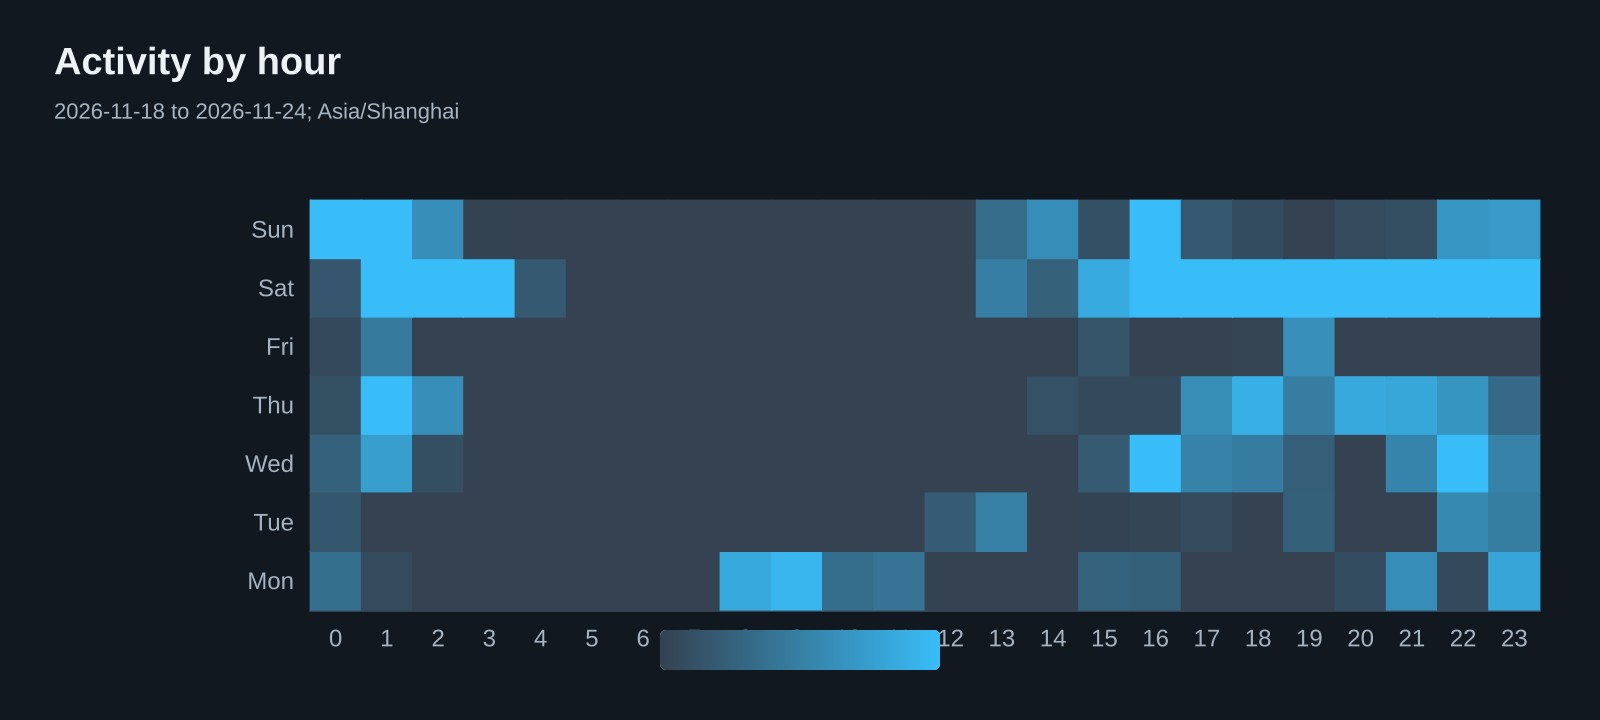 Activity by hour
2026-11-18 to 2026-11-24; Asia/Shanghai
Sun
Sat
Fri
Thu
Wed
Tue
Mon
0 1 2 3 4 5 6 12 13 14 15 16 17 18 19 20 21 22 23